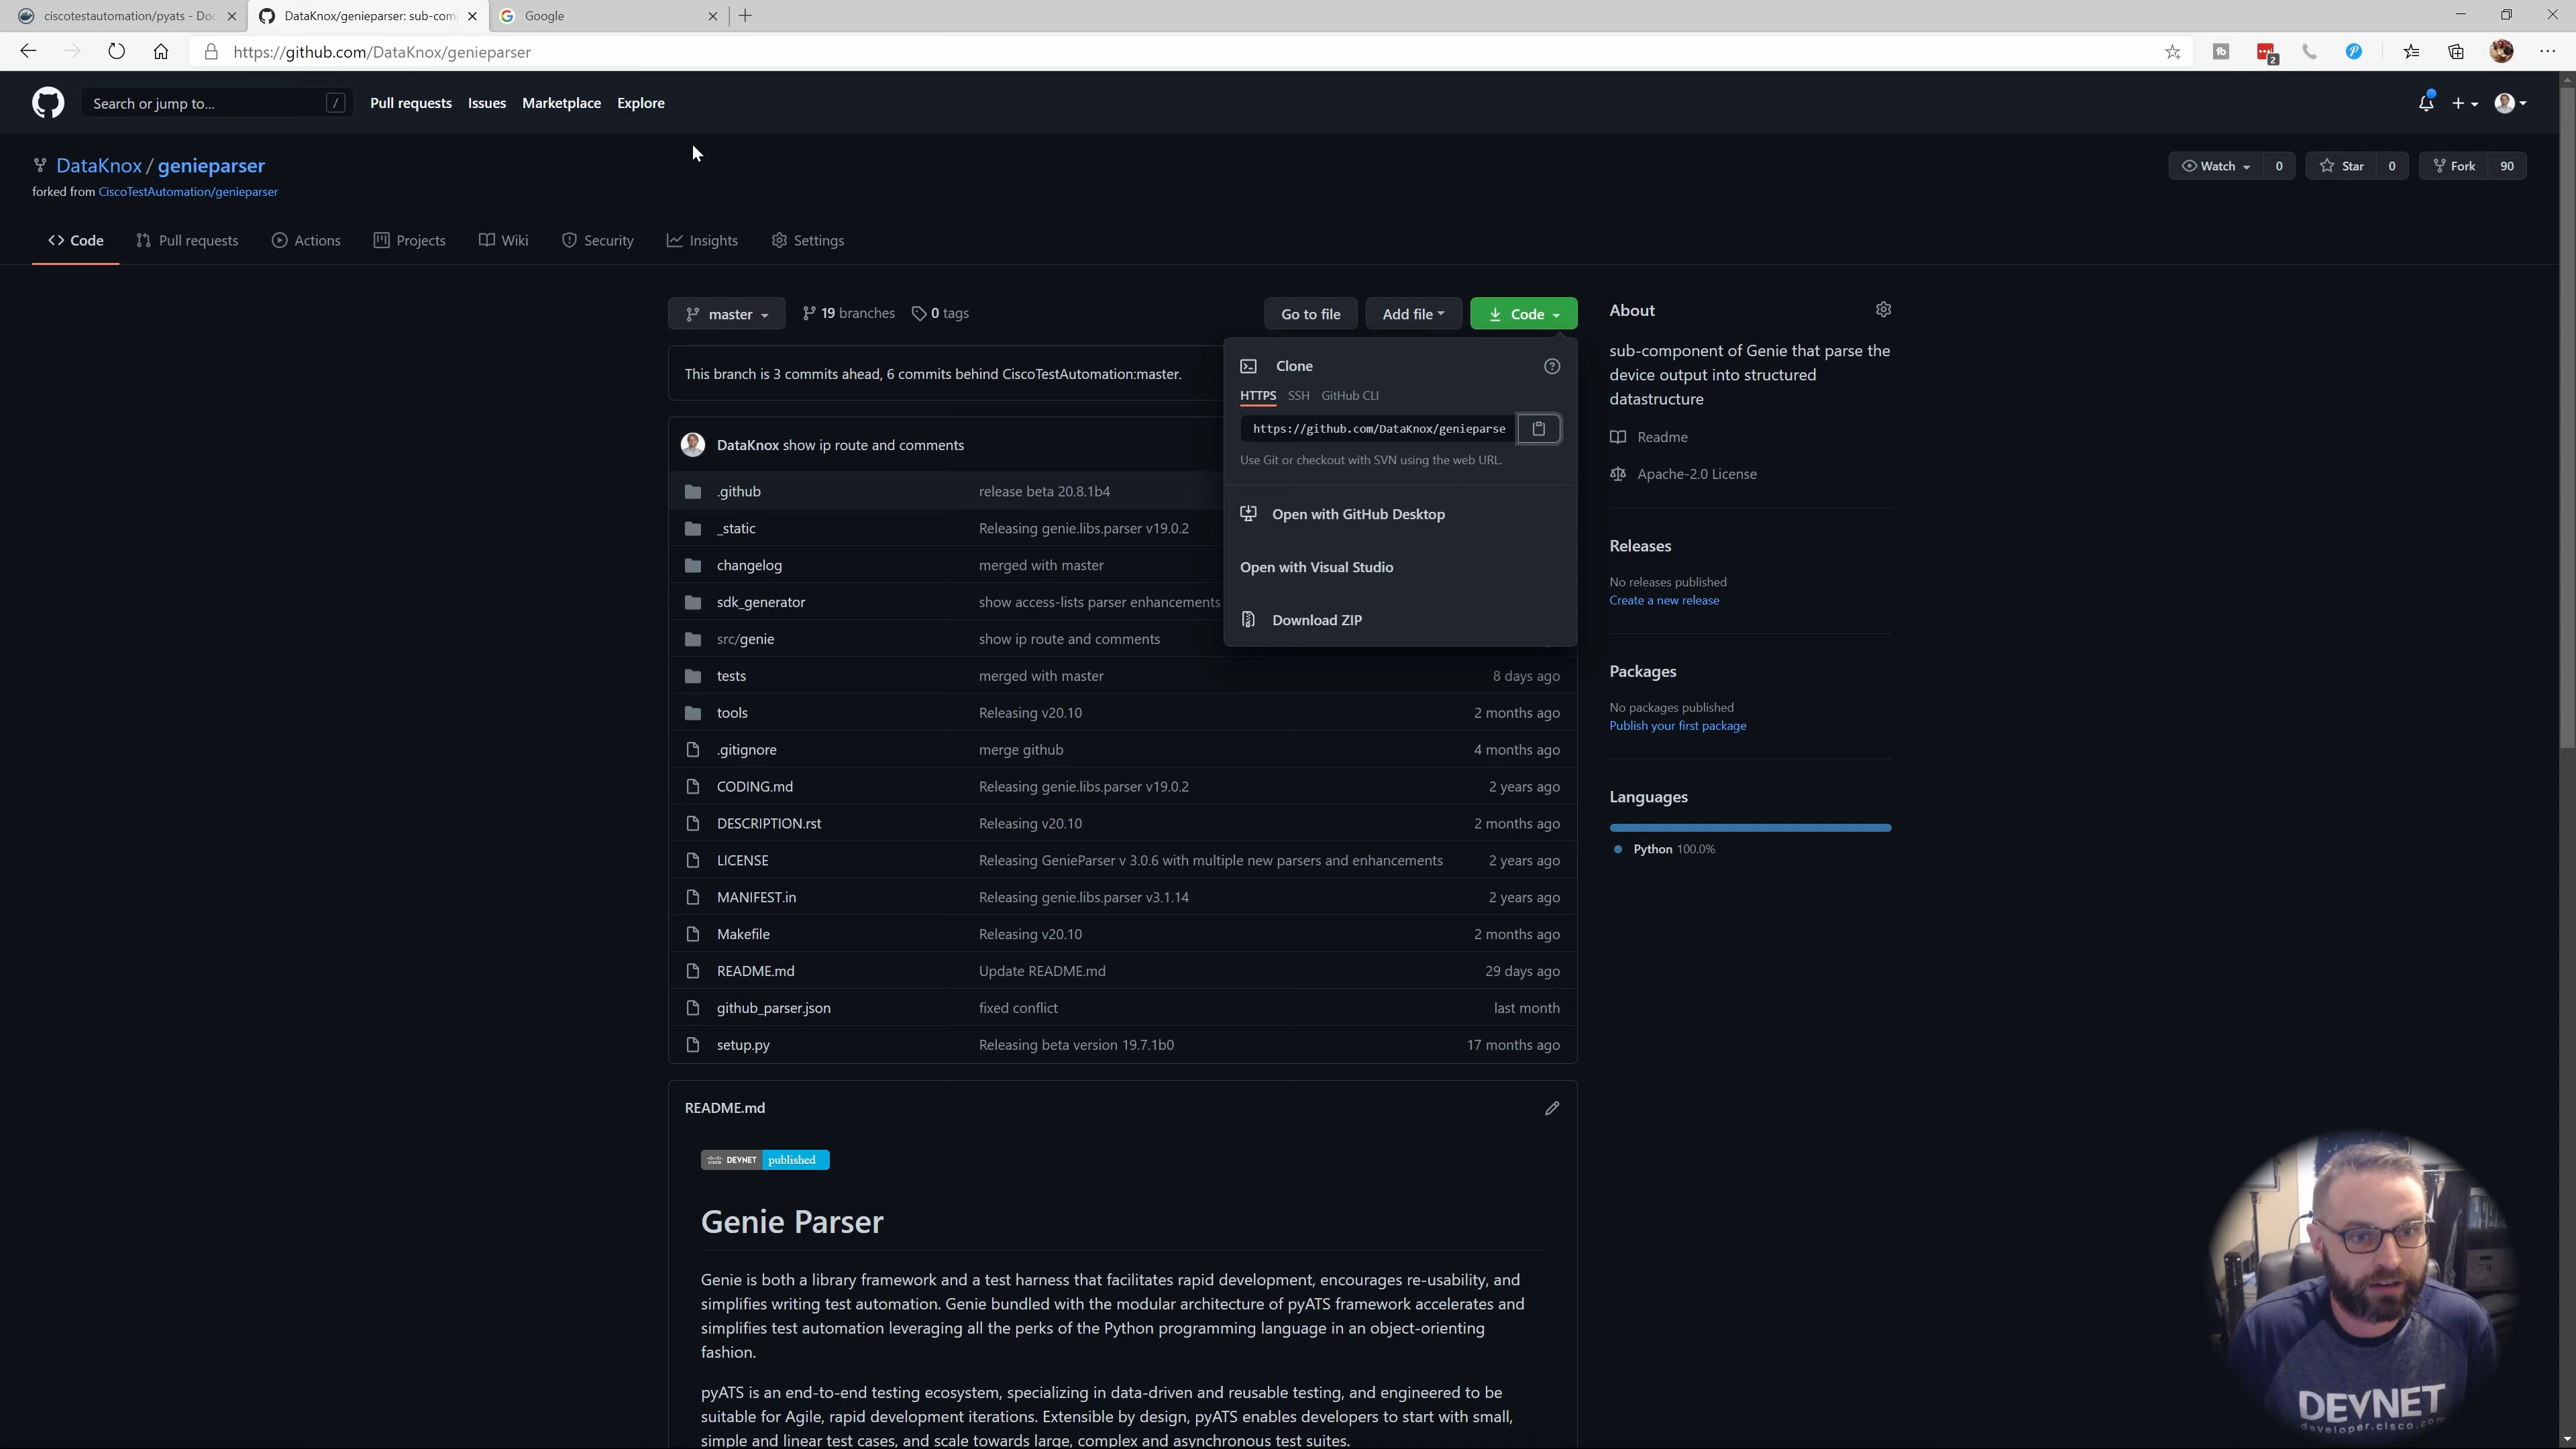 ciscotestautomation/pyats - Doc
DataKnox/genieparser: sub-com
Google
https://github.com/DataKnox/genieparser
2
Search or jump to...
/
Pull requests
Issues
Marketplace
Explore
DataKnox / genieparser
forked from CiscoTestAutomation/genieparser
Watch 0
Star 0
Fork 90
Code
Pull requests
Actions
Projects
Wiki
Security
Insights
Settings
master
19 branches
0 tags
Go to file
Add file
Code
This branch is 3 commits ahead, 6 commits behind CiscoTestAutomation:master.
Clone
HTTPS SSH GitHub CLI
https://github.com/DataKnox/genieparse
Use Git or checkout with SVN using the web URL.
Open with GitHub Desktop
Open with Visual Studio
Download ZIP
DataKnox show ip route and comments
.github release beta 20.8.1b4
_static Releasing genie.libs.parser v19.0.2
changelog merged with master
sdk_generator show access-lists parser enhancements
src/genie show ip route and comments
tests merged with master 8 days ago
tools Releasing v20.10 2 months ago
.gitignore merge github 4 months ago
CODING.md Releasing genie.libs.parser v19.0.2 2 years ago
DESCRIPTION.rst Releasing v20.10 2 months ago
LICENSE Releasing GenieParser v 3.0.6 with multiple new parsers and enhancements 2 years ago
MANIFEST.in Releasing genie.libs.parser v3.1.14 2 years ago
Makefile Releasing v20.10 2 months ago
README.md Update README.md 29 days ago
github_parser.json fixed conflict last month
setup.py Releasing beta version 19.7.1b0 17 months ago
About
sub-component of Genie that parse the
device output into structured
datastructure
Readme
Apache-2.0 License
Releases
No releases published
Create a new release
Packages
No packages published
Publish your first package
Languages
Python 100.0%
README.md
CISCO DEVNET published
Genie Parser
Genie is both a library framework and a test harness that facilitates rapid development, encourages re-usability, and
simplifies writing test automation. Genie bundled with the modular architecture of pyATS framework accelerates and
simplifies test automation leveraging all the perks of the Python programming language in an object-orienting
fashion.
pyATS is an end-to-end testing ecosystem, specializing in data-driven and reusable testing, and engineered to be
suitable for Agile, rapid development iterations. Extensible by design, pyATS enables developers to start with small,
simple and linear test cases, and scale towards large, complex and asynchronous test suites.
DEVNET
developer.cisco.com